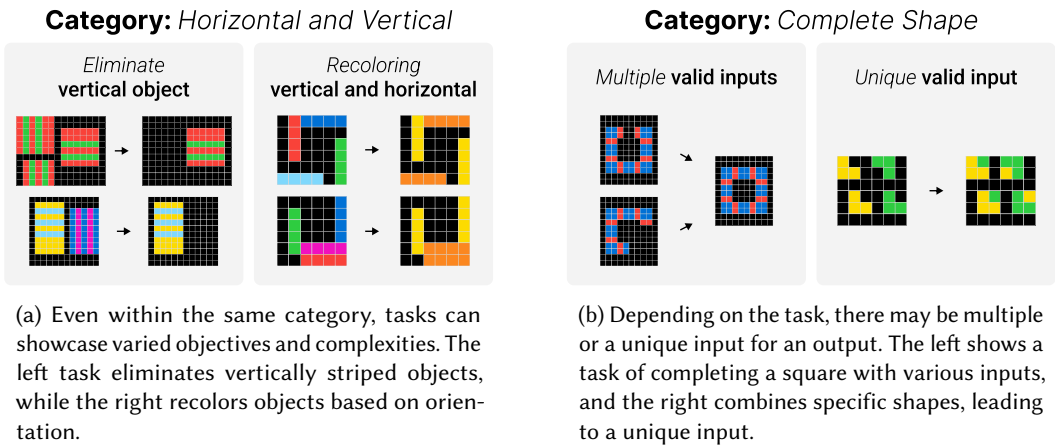 Category: Horizontal and Vertical
Eliminate
vertical object
Recoloring
vertical and horizontal
(a) Even within the same category, tasks can
showcase varied objectives and complexities. The
left task eliminates vertically striped objects,
while the right recolors objects based on orien-
tation.
Category: Complete Shape
Multiple valid inputs
Unique valid input
(b) Depending on the task, there may be multiple
or a unique input for an output. The left shows a
task of completing a square with various inputs,
and the right combines specific shapes, leading
to a unique input.